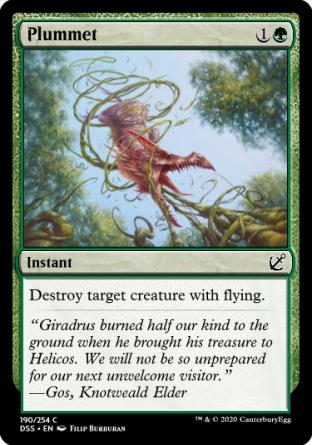 Plummet 1
Instant
Destroy target creature with flying.
“Giradrus burned half our kind to the
ground when he brought his treasure to
Helicos. We will not be so unprepared
for our next unwelcome visitor.”
—Gos, Knotweald Elder
190/254 C
DSS • EN Filip Burburan
™ & © 2020 CanterburyEgg